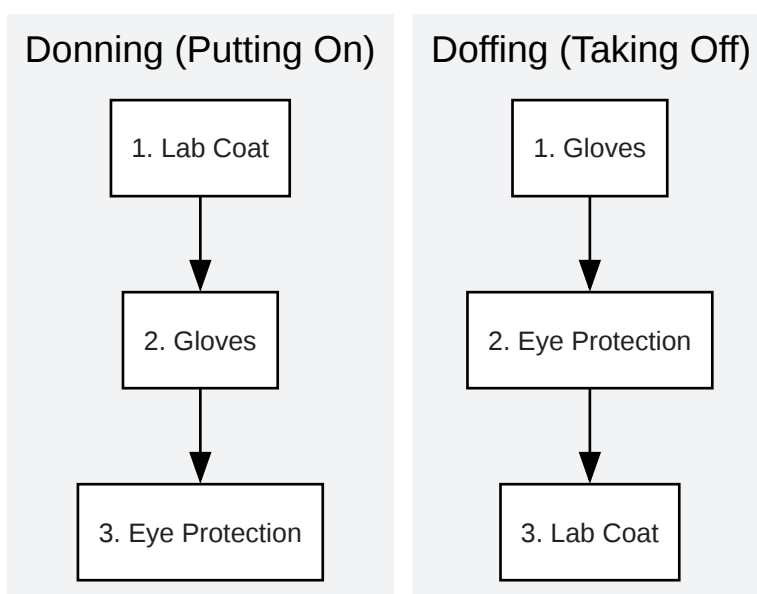 Donning (Putting On)
1. Lab Coat
2. Gloves
3. Eye Protection
Doffing (Taking Off)
1. Gloves
2. Eye Protection
3. Lab Coat